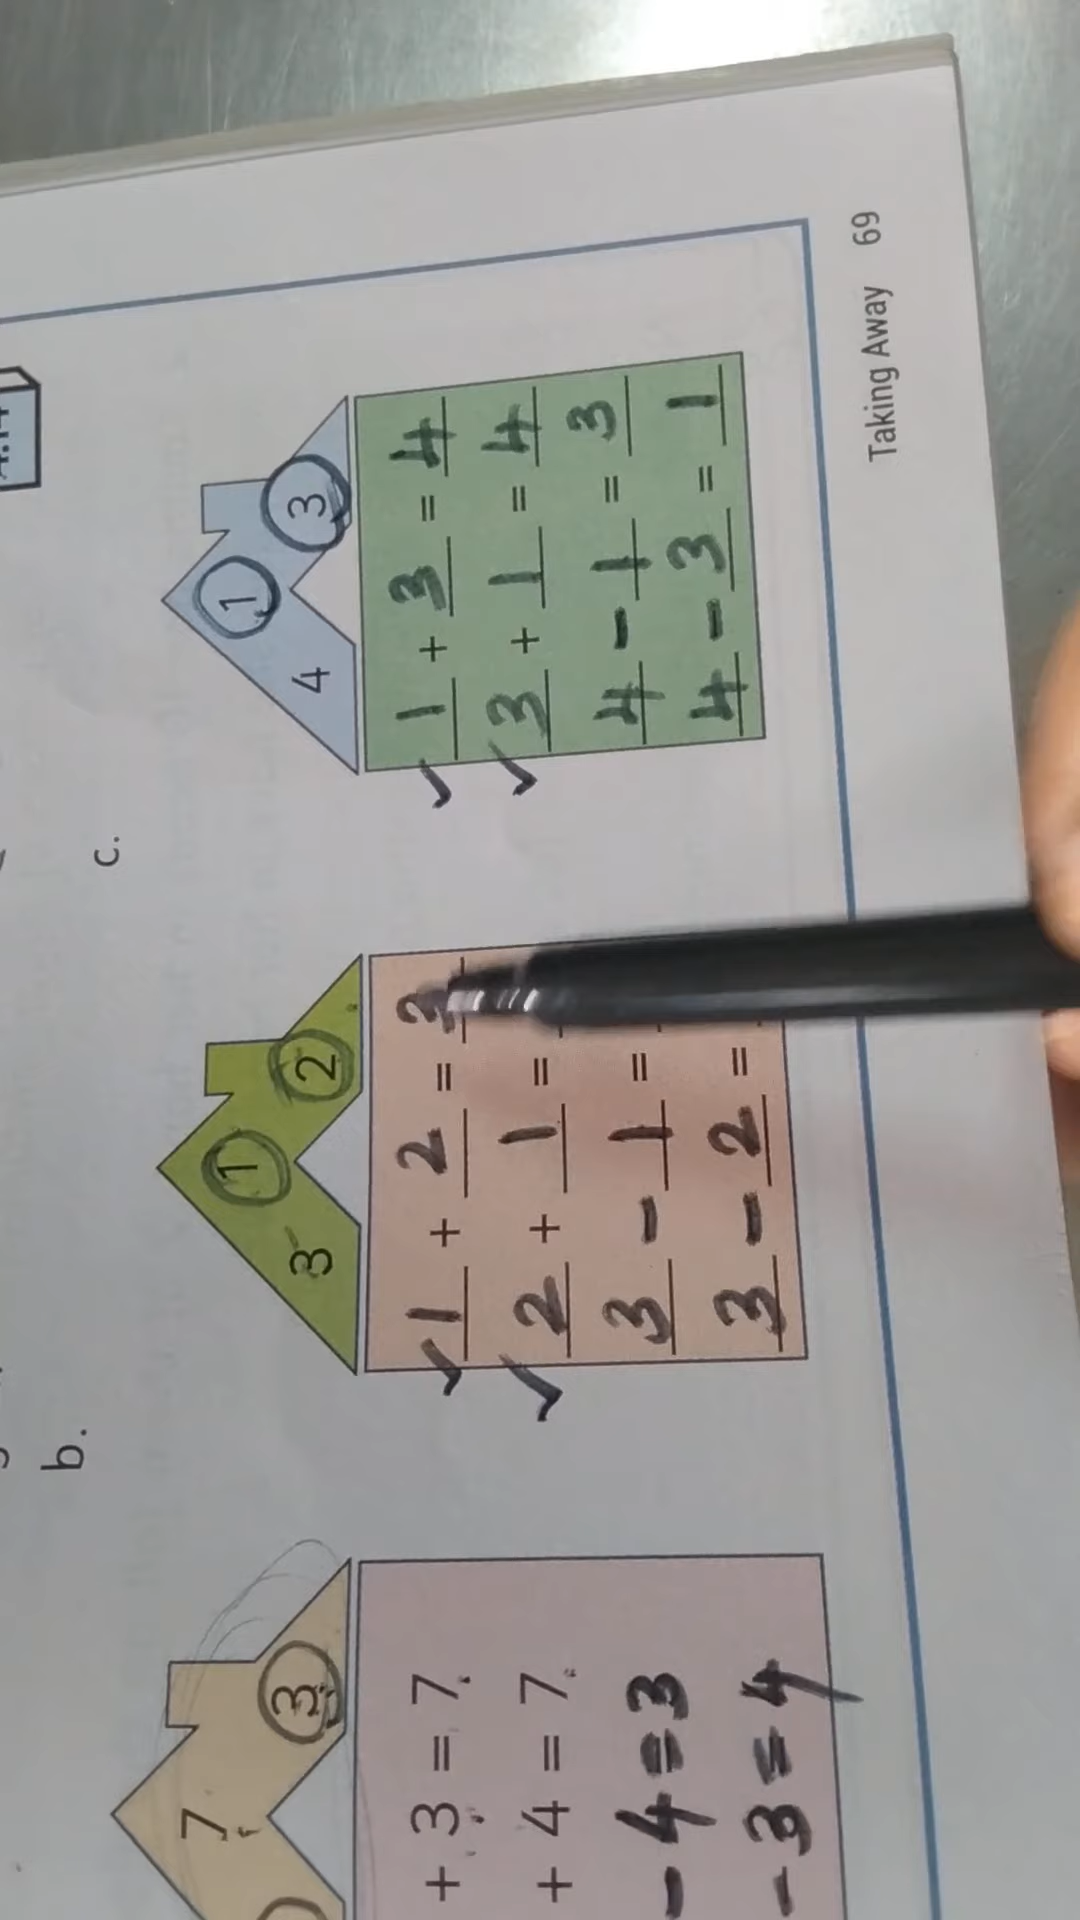 7
3
+ 3 = 7
+ 4 = 7
- 4 = 3
- 3 = 4
b.
1
3 2
✓ 1 + 2 = 3
✓ 2 + 1 =
3 - 1 =
3 - 2 =
c.
1
4 3
✓ 1 + 3 = 4
✓ 3 + 1 = 4
4 - 1 = 3
4 - 3 = 1
Taking Away 69